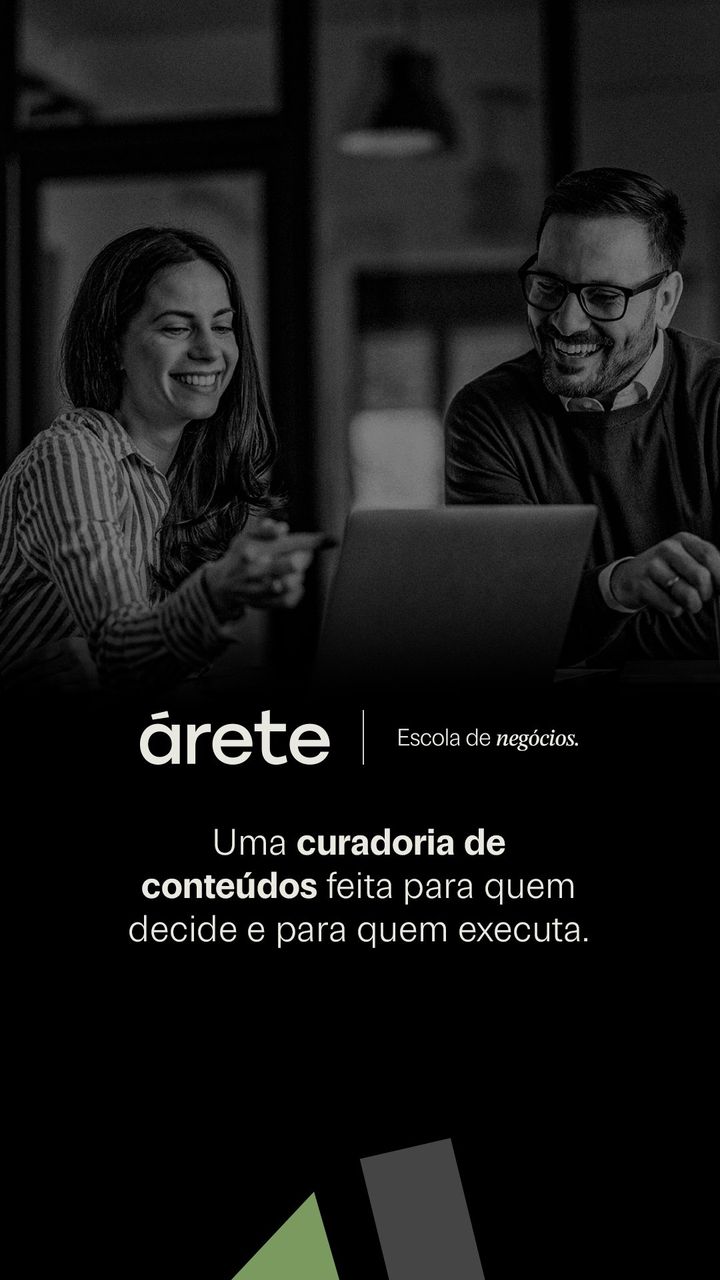 árete | Escola de negócios.
Uma curadoria de
conteúdos feita para quem
decide e para quem executa.